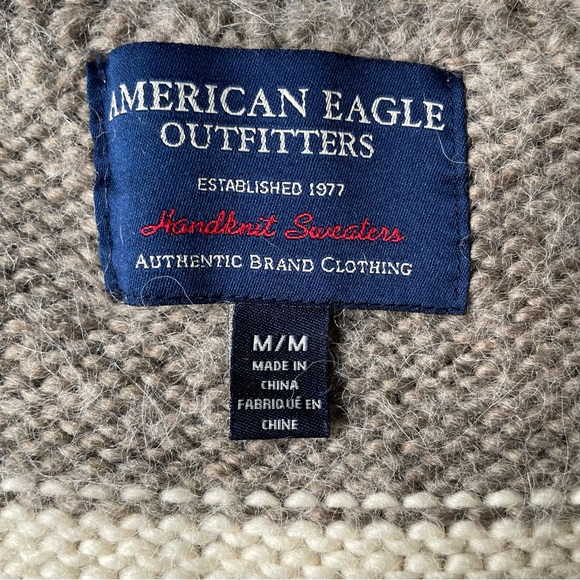 AMERICAN EAGLE
OUTFITTERS
ESTABLISHED 1977
Handknit Sweaters
AUTHENTIC BRAND CLOTHING
M/M
MADE IN
CHINA
FABRIQUÉ EN
CHINE